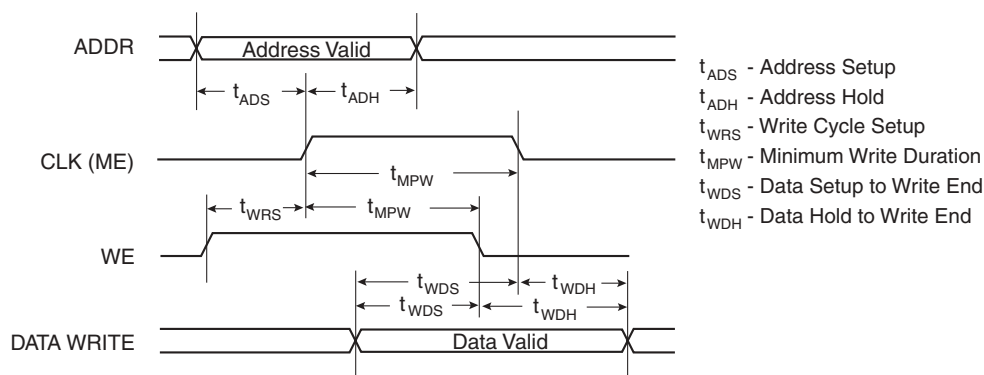 ADDR
Address Valid
tADS
tADH
CLK (ME)
tMPW
tWRS
tMPW
WE
tWDS
tWDH
tWDS
tWDH
DATA WRITE
Data Valid
tADS - Address Setup
tADH - Address Hold
tWRS - Write Cycle Setup
tMPW - Minimum Write Duration
tWDS - Data Setup to Write End
tWDH - Data Hold to Write End